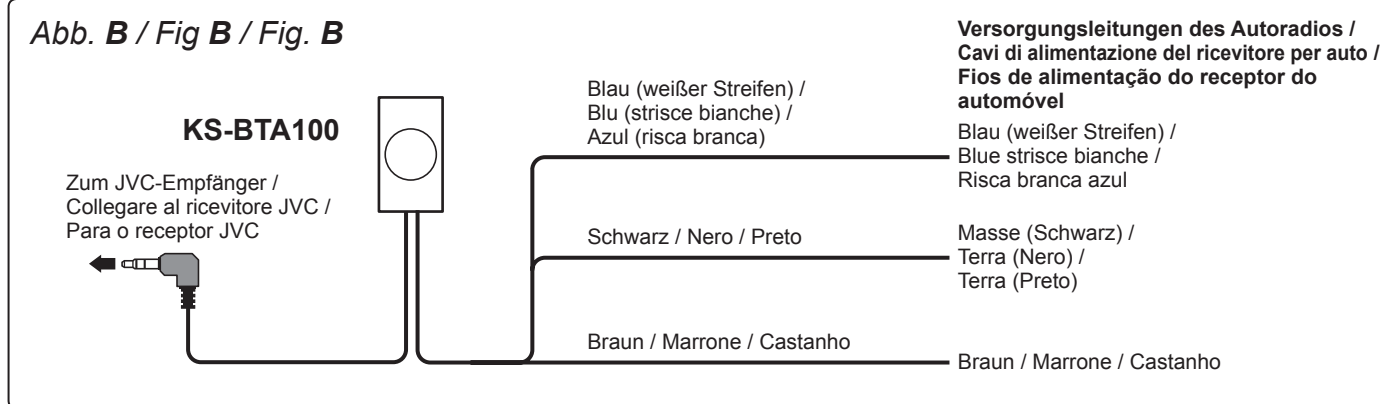 Abb. B / Fig B / Fig. B
KS-BTA100
Zum JVC-Empfänger /
Collegare al ricevitore JVC /
Para o receptor JVC
Blau (weißer Streifen) /
Blu (strisce bianche) /
Azul (risca branca)
Schwarz / Nero / Preto
Braun / Marrone / Castanho
Versorgungsleitungen des Autoradios /
Cavi di alimentazione del ricevitore per auto /
Fios de alimentação do receptor do
automóvel
Blau (weißer Streifen) /
Blue strisce bianche /
Risca branca azul
Masse (Schwarz) /
Terra (Nero) /
Terra (Preto)
Braun / Marrone / Castanho